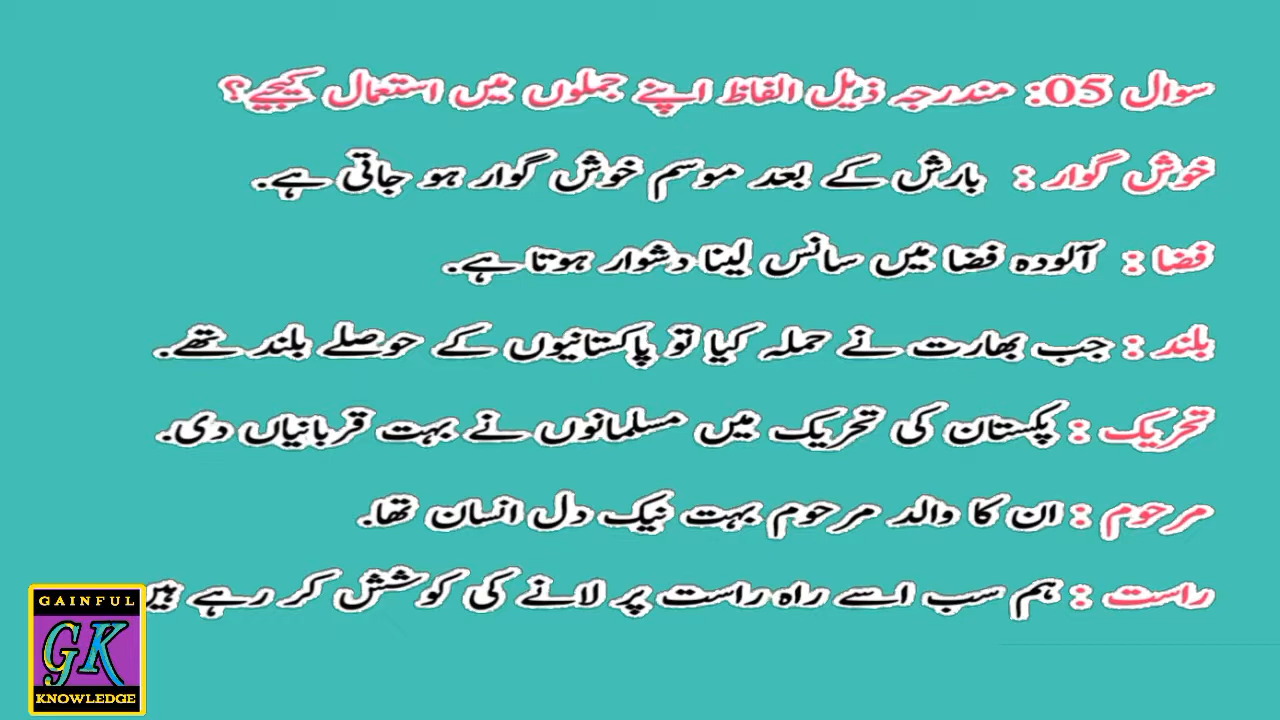 سوال 05: مندرجہ ذیل الفاظ اپنے جملوں میں استعمال کیجیے؟
خوش گوار : بارش کے بعد موسم خوش گوار ہو جاتی ہے.
فضا : آلودہ فضا میں سانس لینا دشوار ہوتا ہے.
بلند : جب بھارت نے حملہ کیا تو پاکستانیوں کے حوصلے بلند تھے.
تحریک : پکستان کی تحریک میں مسلمانوں نے بہت قربانیاں دی.
مرحوم : ان کا والد مرحوم بہت نیک دل انسان تھا.
راست : ہم سب اسے راہ راست پر لانے کی کوشش کر رہے ہیں
GAINFUL
GK
KNOWLEDGE